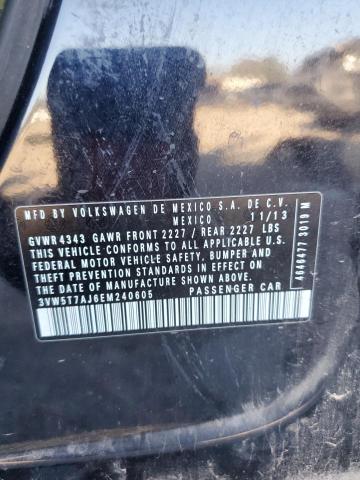 MFD BY VOLKSWAGEN DE MEXICO S.A. DE C.V.
MEXICO 11/13
GVWR 4343 GAWR FRONT 2227 / REAR 2227 LBS
THIS VEHICLE CONFORMS TO ALL APPLICABLE U.S.
FEDERAL MOTOR VEHICLE SAFETY, BUMPER AND
THEFT PREVENTION STANDARDS IN EFFECT ON
THE DATE OF MANUFACTURE SHOWN ABOVE.
3VW5T7AJ6EM240605 PASSENGER CAR
4646477 3019 M